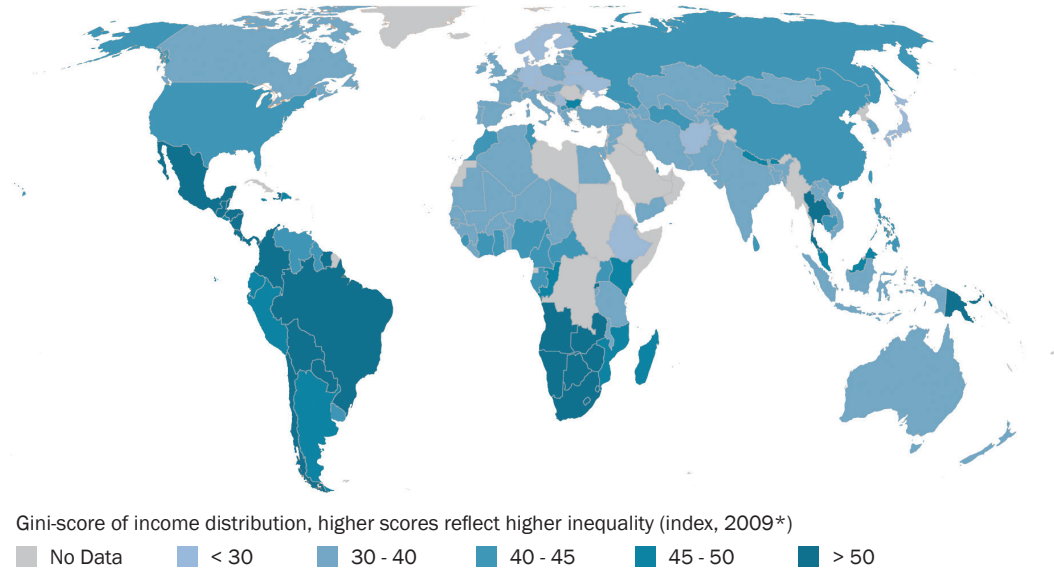 Gini-score of income distribution, higher scores reflect higher inequality (index, 2009*)
No Data < 30 30 - 40 40 - 45 45 - 50 > 50